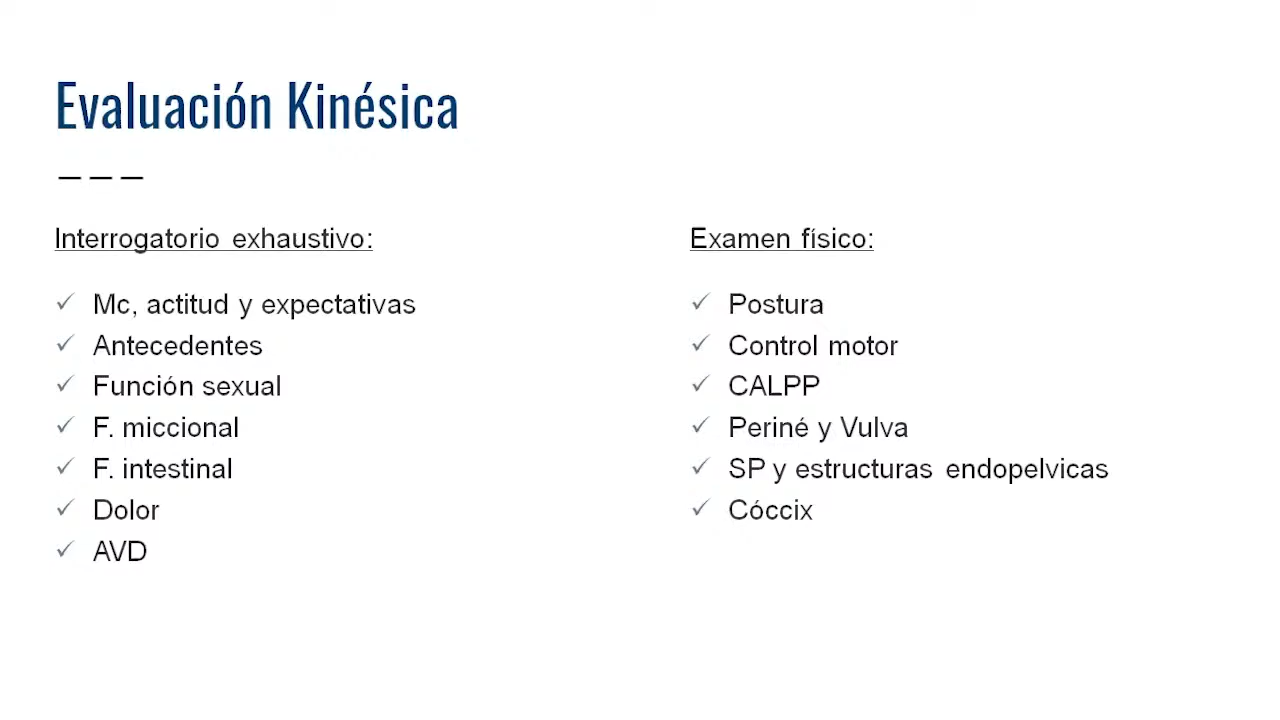 Evaluación Kinésica
Interrogatorio exhaustivo:
Mc, actitud y expectativas
Antecedentes
Función sexual
F. miccional
F. intestinal
Dolor
AVD
Examen físico:
Postura
Control motor
CALPP
Periné y Vulva
SP y estructuras endopelvicas
Cóccix